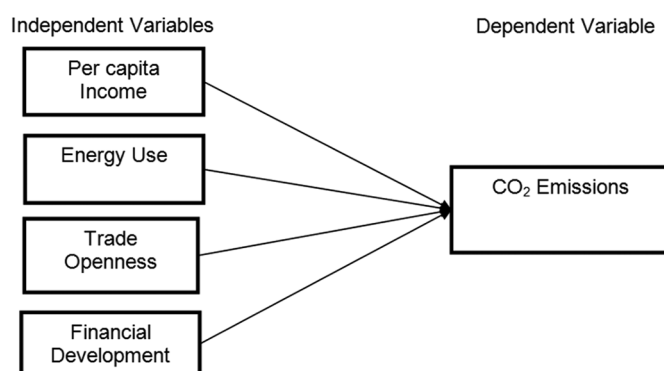 Independent Variables
Dependent Variable
Per capita
Income
Energy Use
CO₂ Emissions
Trade
Openness
Financial
Development